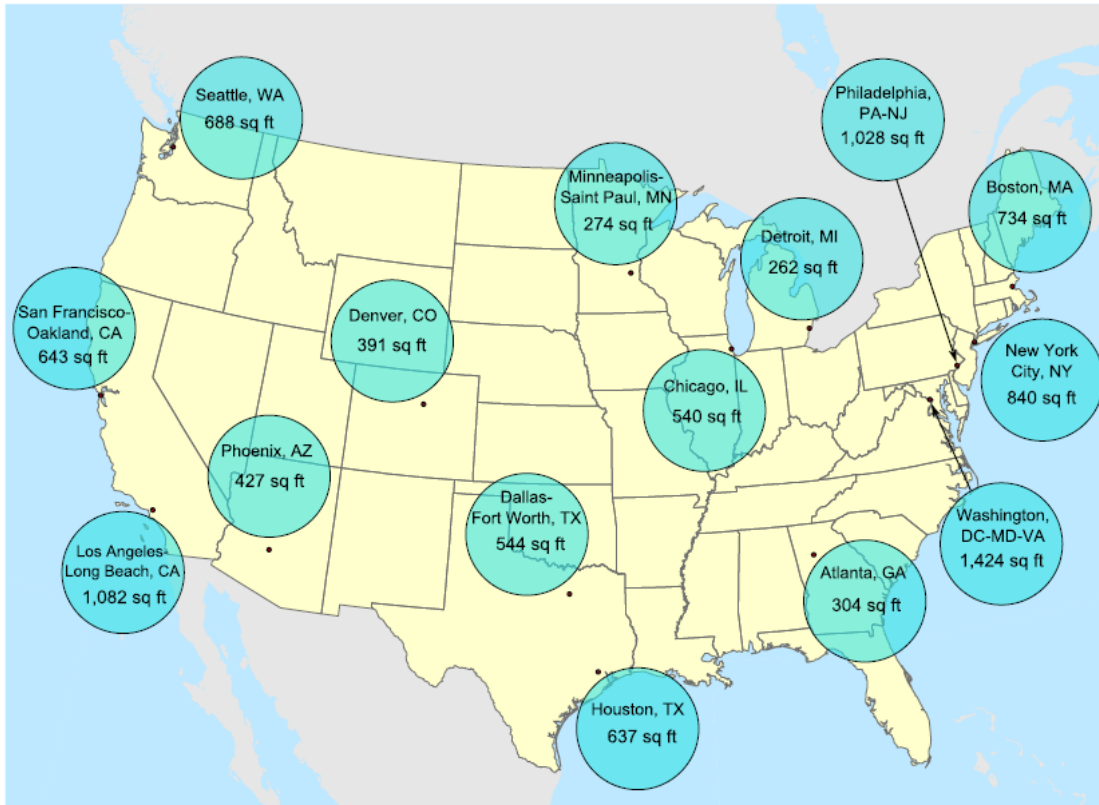 Seattle, WA
688 sq ft
Philadelphia,
PA-NJ
1,028 sq ft
Minneapolis-
Saint Paul, MN
274 sq ft
Boston, MA
734 sq ft
Detroit, MI
262 sq ft
San Francisco-
Oakland, CA
643 sq ft
Denver, CO
391 sq ft
New York
City, NY
840 sq ft
Chicago, IL
540 sq ft
Phoenix, AZ
427 sq ft
Dallas-
Fort Worth, TX
544 sq ft
Washington,
DC-MD-VA
1,424 sq ft
Los Angeles-
Long Beach, CA
1,082 sq ft
Atlanta, GA
304 sq ft
Houston, TX
637 sq ft